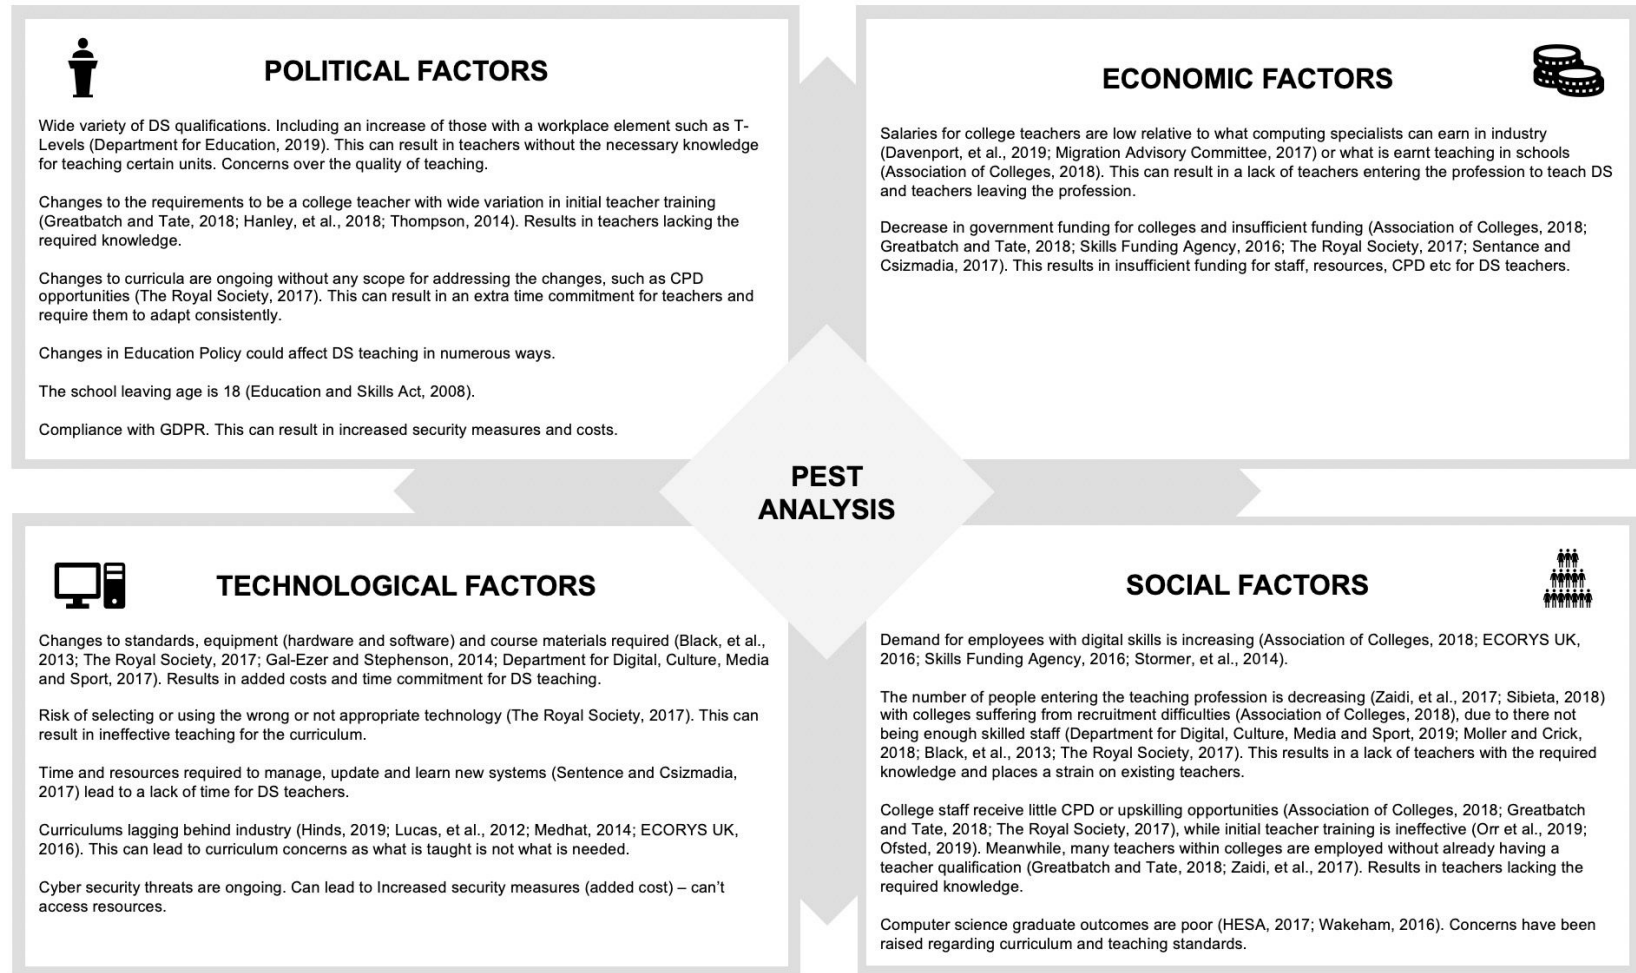 POLITICAL FACTORS
Wide variety of DS qualifications. Including an increase of those with a workplace element such as T-
Levels (Department for Education, 2019). This can result in teachers without the necessary knowledge
for teaching certain units. Concerns over the quality of teaching.
Changes to the requirements to be a college teacher with wide variation in initial teacher training
(Greatbatch and Tate, 2018; Hanley, et al., 2018; Thompson, 2014). Results in teachers lacking the
required knowledge.
Changes to curricula are ongoing without any scope for addressing the changes, such as CPD
opportunities (The Royal Society, 2017). This can result in an extra time commitment for teachers and
require them to adapt consistently.
Changes in Education Policy could affect DS teaching in numerous ways.
The school leaving age is 18 (Education and Skills Act, 2008).
Compliance with GDPR. This can result in increased security measures and costs.
ECONOMIC FACTORS
Salaries for college teachers are low relative to what computing specialists can earn in industry
(Davenport, et al., 2019; Migration Advisory Committee, 2017) or what is earnt teaching in schools
(Association of Colleges, 2018). This can result in a lack of teachers entering the profession to teach DS
and teachers leaving the profession.
Decrease in government funding for colleges and insufficient funding (Association of Colleges, 2018;
Greatbatch and Tate, 2018; Skills Funding Agency, 2016; The Royal Society, 2017; Sentance and
Csizmadia, 2017). This results in insufficient funding for staff, resources, CPD etc for DS teachers.
PEST
ANALYSIS
TECHNOLOGICAL FACTORS
Changes to standards, equipment (hardware and software) and course materials required (Black, et al.,
2013; The Royal Society, 2017; Gal-Ezer and Stephenson, 2014; Department for Digital, Culture, Media
and Sport, 2017). Results in added costs and time commitment for DS teaching.
Risk of selecting or using the wrong or not appropriate technology (The Royal Society, 2017). This can
result in ineffective teaching for the curriculum.
Time and resources required to manage, update and learn new systems (Sentence and Csizmadia,
2017) lead to a lack of time for DS teachers.
Curriculums lagging behind industry (Hinds, 2019; Lucas, et al., 2012; Medhat, 2014; ECORYS UK,
2016). This can lead to curriculum concerns as what is taught is not what is needed.
Cyber security threats are ongoing. Can lead to Increased security measures (added cost) – can't
access resources.
SOCIAL FACTORS
Demand for employees with digital skills is increasing (Association of Colleges, 2018; ECORYS UK,
2016; Skills Funding Agency, 2016; Stormer, et al., 2014).
The number of people entering the teaching profession is decreasing (Zaidi, et al., 2017; Sibieta, 2018)
with colleges suffering from recruitment difficulties (Association of Colleges, 2018), due to there not
being enough skilled staff (Department for Digital, Culture, Media and Sport, 2019; Moller and Crick,
2018; Black, et al., 2013; The Royal Society, 2017). This results in a lack of teachers with the required
knowledge and places a strain on existing teachers.
College staff receive little CPD or upskilling opportunities (Association of Colleges, 2018; Greatbatch
and Tate, 2018; The Royal Society, 2017), while initial teacher training is ineffective (Orr et al., 2019;
Ofsted, 2019). Meanwhile, many teachers within colleges are employed without already having a
teacher qualification (Greatbatch and Tate, 2018; Zaidi, et al., 2017). Results in teachers lacking the
required knowledge.
Computer science graduate outcomes are poor (HESA, 2017; Wakeham, 2016). Concerns have been
raised regarding curriculum and teaching standards.